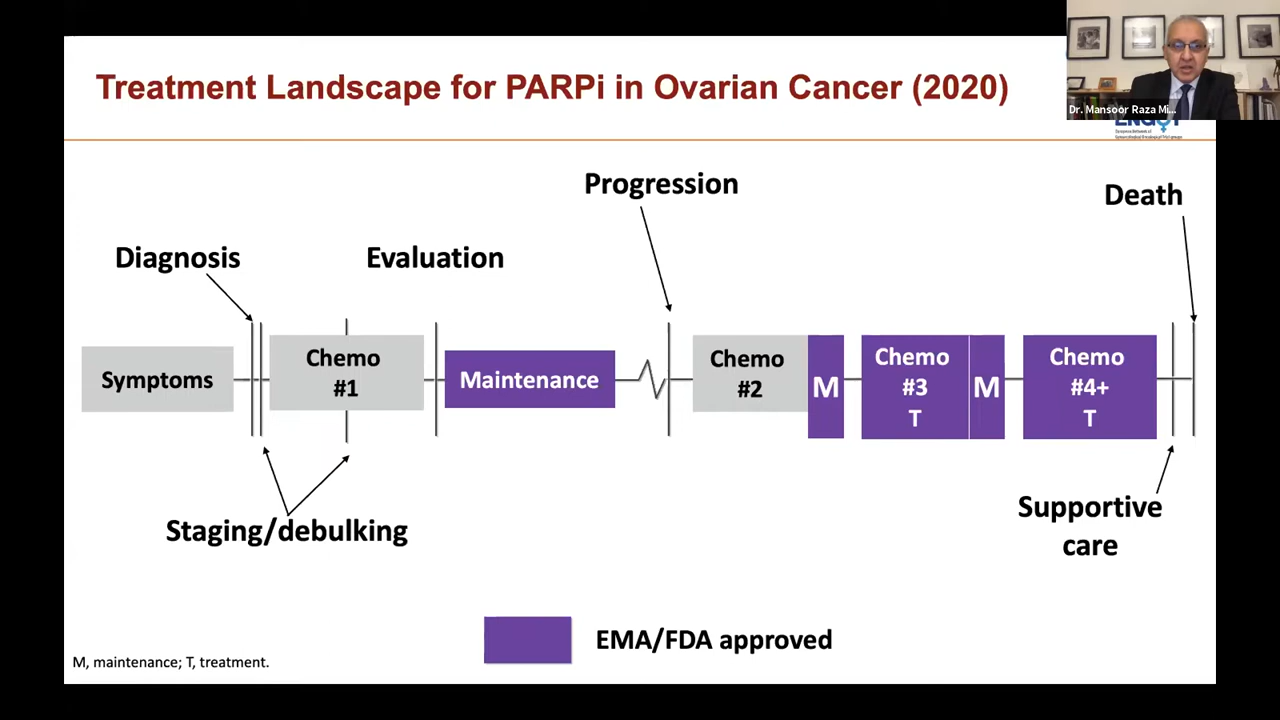 Treatment Landscape for PARPi in Ovarian Cancer (2020)
Dr. Mansoor Raza Mi...
Progression
Death
Diagnosis
Evaluation
Symptoms
Chemo
#1
Maintenance
Chemo
#2
M
Chemo
#3
T
M
Chemo
#4+
T
Staging/debulking
Supportive
care
EMA/FDA approved
M, maintenance; T, treatment.